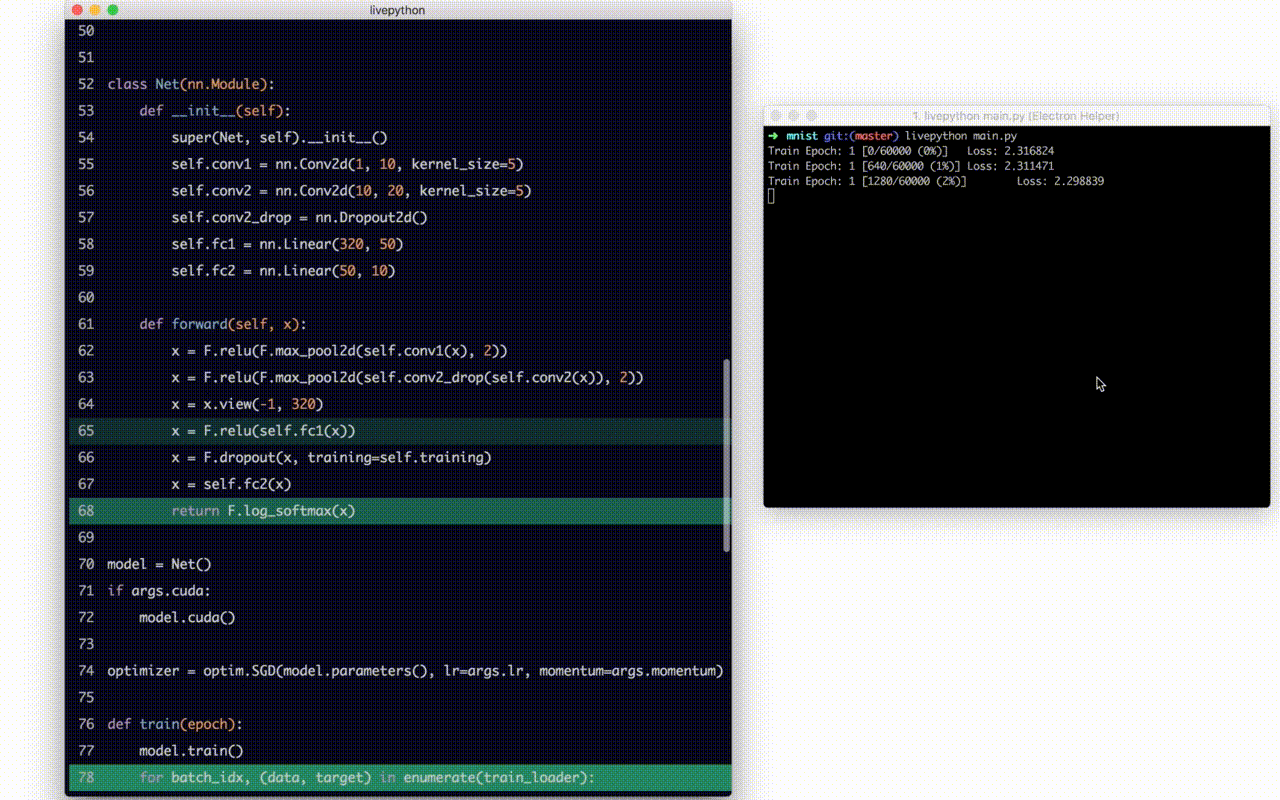 livepython
50
51
52 class Net(nn.Module):
53     def __init__(self):
54         super(Net, self).__init__()
55         self.conv1 = nn.Conv2d(1, 10, kernel_size=5)
56         self.conv2 = nn.Conv2d(10, 20, kernel_size=5)
57         self.conv2_drop = nn.Dropout2d()
58         self.fc1 = nn.Linear(320, 50)
59         self.fc2 = nn.Linear(50, 10)
60
61     def forward(self, x):
62         x = F.relu(F.max_pool2d(self.conv1(x), 2))
63         x = F.relu(F.max_pool2d(self.conv2_drop(self.conv2(x)), 2))
64         x = x.view(-1, 320)
65         x = F.relu(self.fc1(x))
66         x = F.dropout(x, training=self.training)
67         x = self.fc2(x)
68         return F.log_softmax(x)
69
70 model = Net()
71 if args.cuda:
72     model.cuda()
73
74 optimizer = optim.SGD(model.parameters(), lr=args.lr, momentum=args.momentum)
75
76 def train(epoch):
77     model.train()
78     for batch_idx, (data, target) in enumerate(train_loader):
1. livepython main.py (Electron Helper)
➜ mnist git:(master) livepython main.py
Train Epoch: 1 [0/60000 (0%)]   Loss: 2.316824
Train Epoch: 1 [640/60000 (1%)] Loss: 2.311471
Train Epoch: 1 [1280/60000 (2%)]        Loss: 2.298839